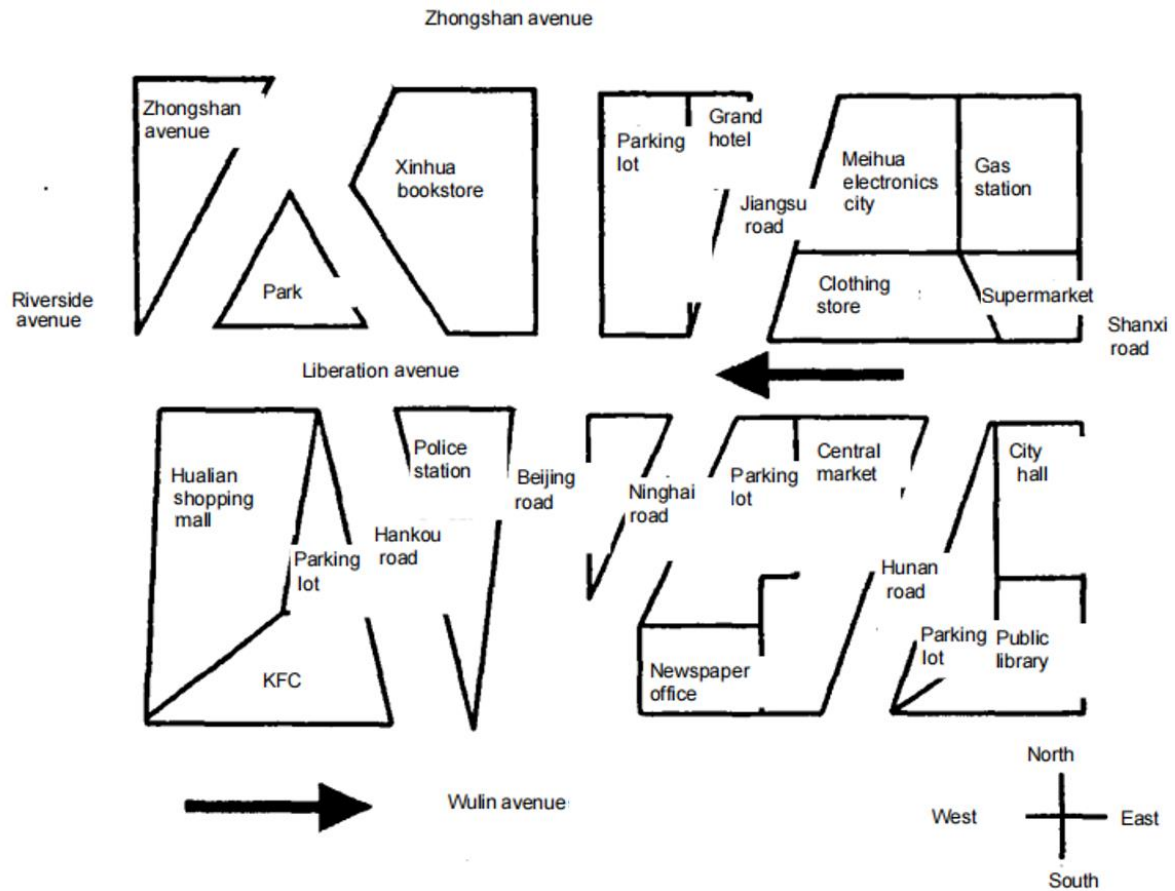 Zhongshan avenue
Zhongshan
avenue
Xinhua
bookstore
Parking
lot
Grand
hotel
Meihua
electronics
city
Gas
station
Jiangsu
road
Park
Clothing
store
Supermarket
Riverside
avenue
Shanxi
road
Liberation avenue
Hualian
shopping
mall
Parking
lot
Hankou
road
Police
station
Beijing
road
Ninghai
road
Parking
lot
Central
market
City
hall
Hunan
road
KFC
Newspaper
office
Parking
lot
Public
library
Wulin avenue
North
West
East
South